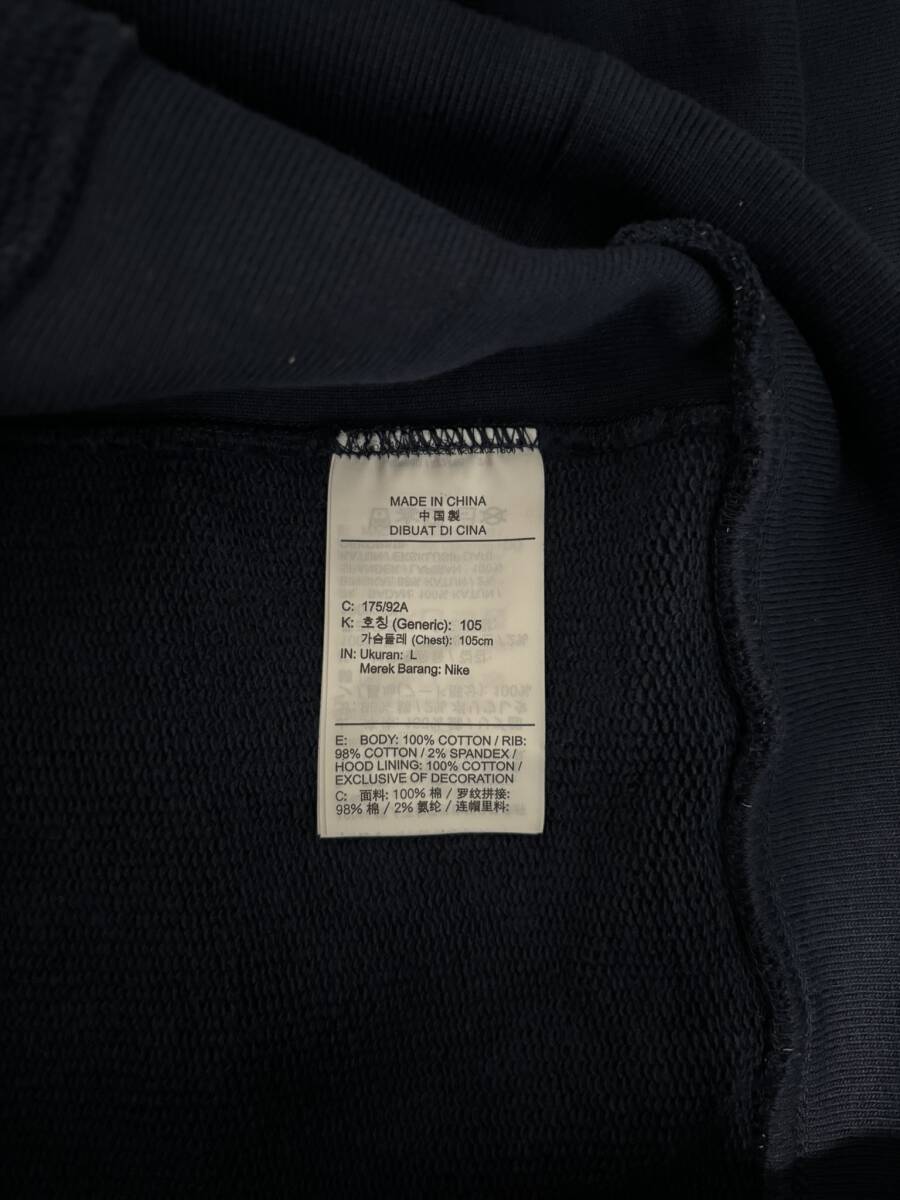 MADE IN CHINA
中国製
DIBUAT DI CINA
C: 175/92A
K: 호칭 (Generic): 105
가슴둘레 (Chest): 105cm
IN: Ukuran: L
Merek Barang: Nike
E: BODY: 100% COTTON / RIB:
98% COTTON / 2% SPANDEX /
HOOD LINING: 100% COTTON /
EXCLUSIVE OF DECORATION
C: 面料: 100% 棉 / 罗纹拼接:
98% 棉 / 2% 氨纶 / 连帽里料: